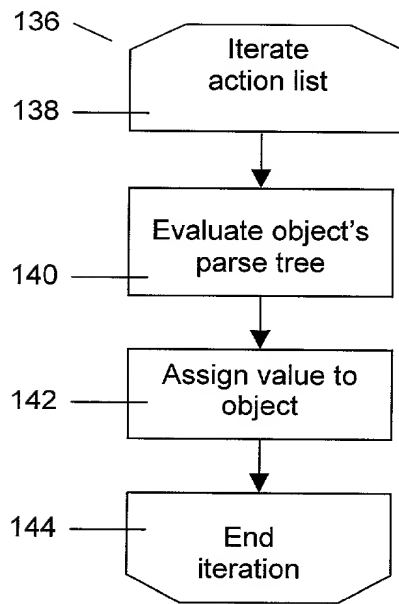 136
Iterate
action list
138
Evaluate object's
parse tree
140
Assign value to
object
142
End
iteration
144